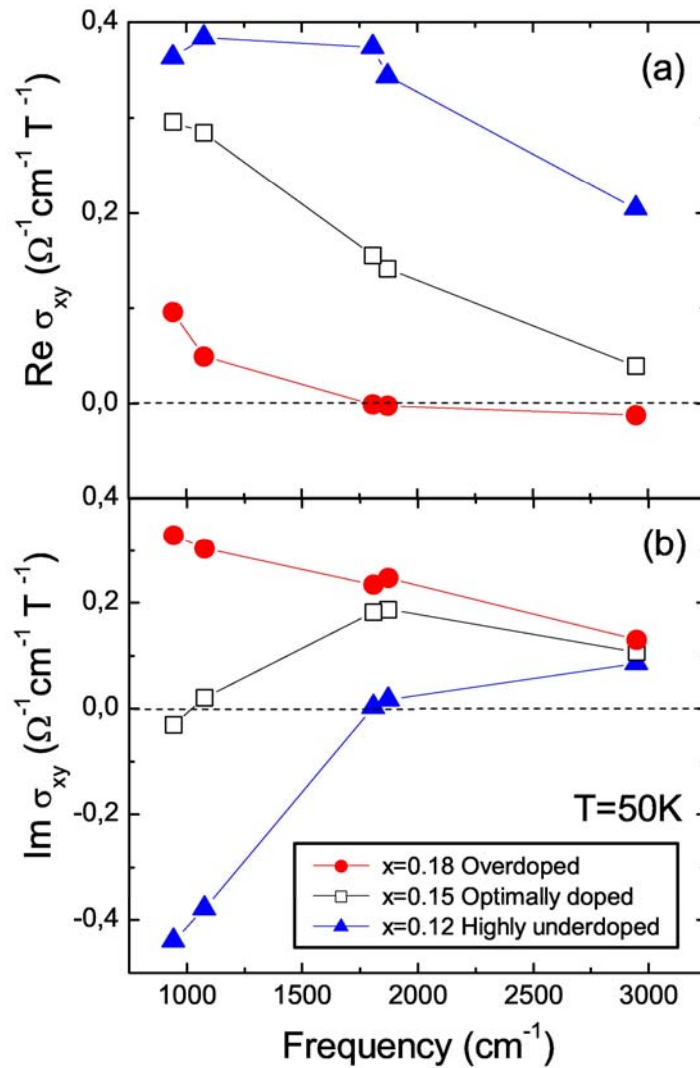 0,4
(a)
0,2
0,0
Re σxy (Ω⁻¹cm⁻¹ T⁻¹)
0,4
(b)
0,2
0,0
-0,2
-0,4
Im σxy (Ω⁻¹cm⁻¹ T⁻¹)
T=50K
x=0.18 Overdoped
x=0.15 Optimally doped
x=0.12 Highly underdoped
1000 1500 2000 2500 3000
Frequency (cm⁻¹)